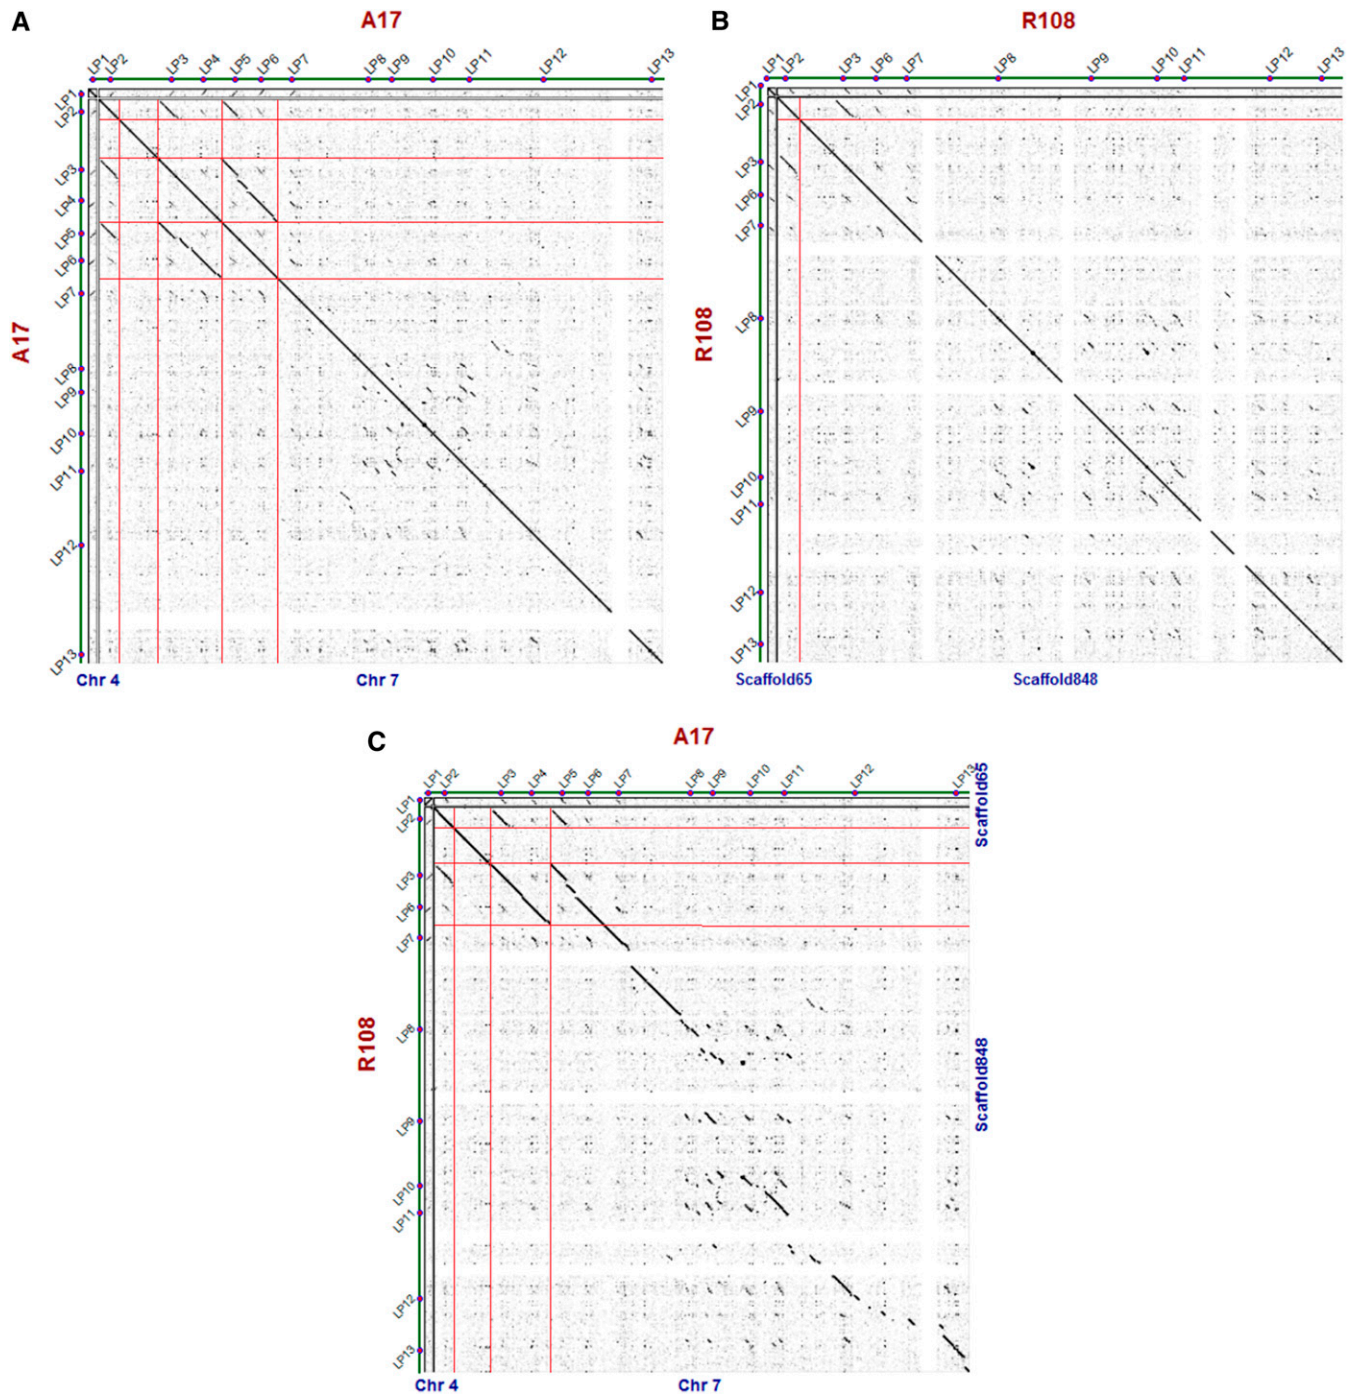 A
A17
LP1 LP2 LP3 LP4 LP5 LP6 LP7 LP8 LP9 LP10 LP11 LP12 LP13
A17
LP1
LP2
LP3
LP4
LP5
LP6
LP7
LP8
LP9
LP10
LP11
LP12
LP13
Chr 4 Chr 7
B
R108
LP1 LP2 LP3 LP6 LP7 LP8 LP9 LP10 LP11 LP12 LP13
R108
LP1
LP2
LP3
LP6
LP7
LP8
LP9
LP10
LP11
LP12
LP13
Scaffold65 Scaffold848
C
A17
LP1 LP2 LP3 LP4 LP5 LP6 LP7 LP8 LP9 LP10 LP11 LP12 LP13
R108
LP1
LP2
LP3
LP6
LP7
LP8
LP9
LP10
LP11
LP12
LP13
Scaffold65
Scaffold848
Chr 4 Chr 7